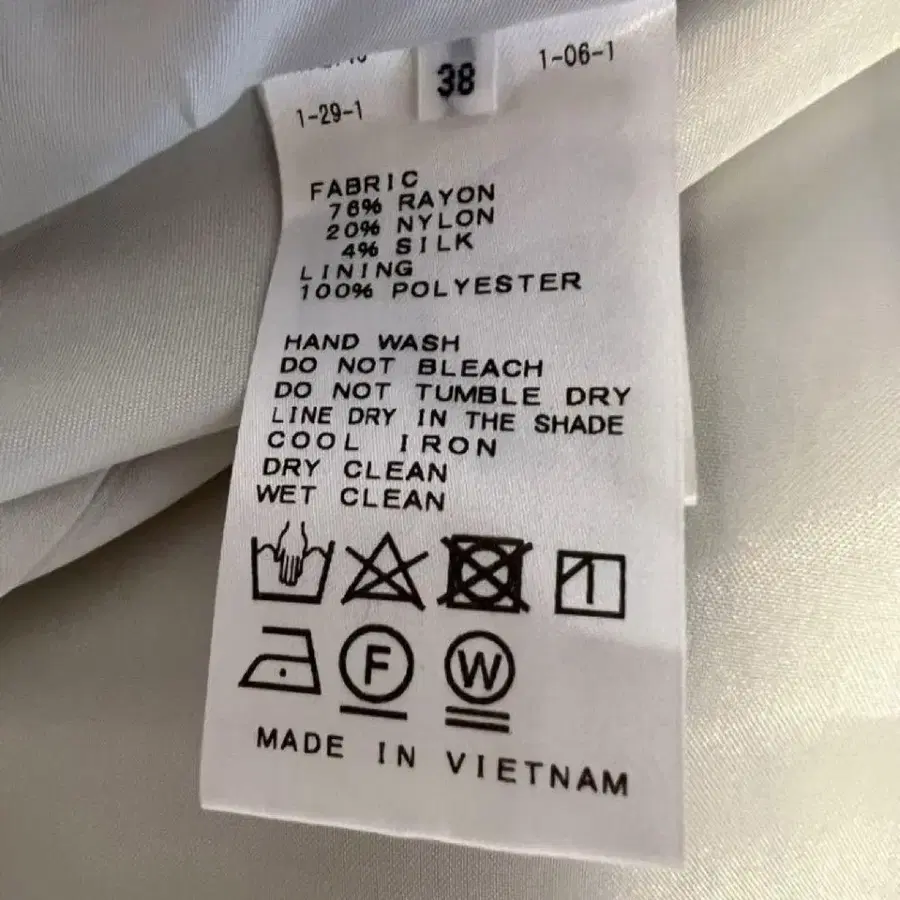 38
1-06-1
1-29-1
FABRIC
76% RAYON
20% NYLON
4% SILK
LINING
100% POLYESTER
HAND WASH
DO NOT BLEACH
DO NOT TUMBLE DRY
LINE DRY IN THE SHADE
COOL IRON
DRY CLEAN
WET CLEAN
F W
MADE IN VIETNAM